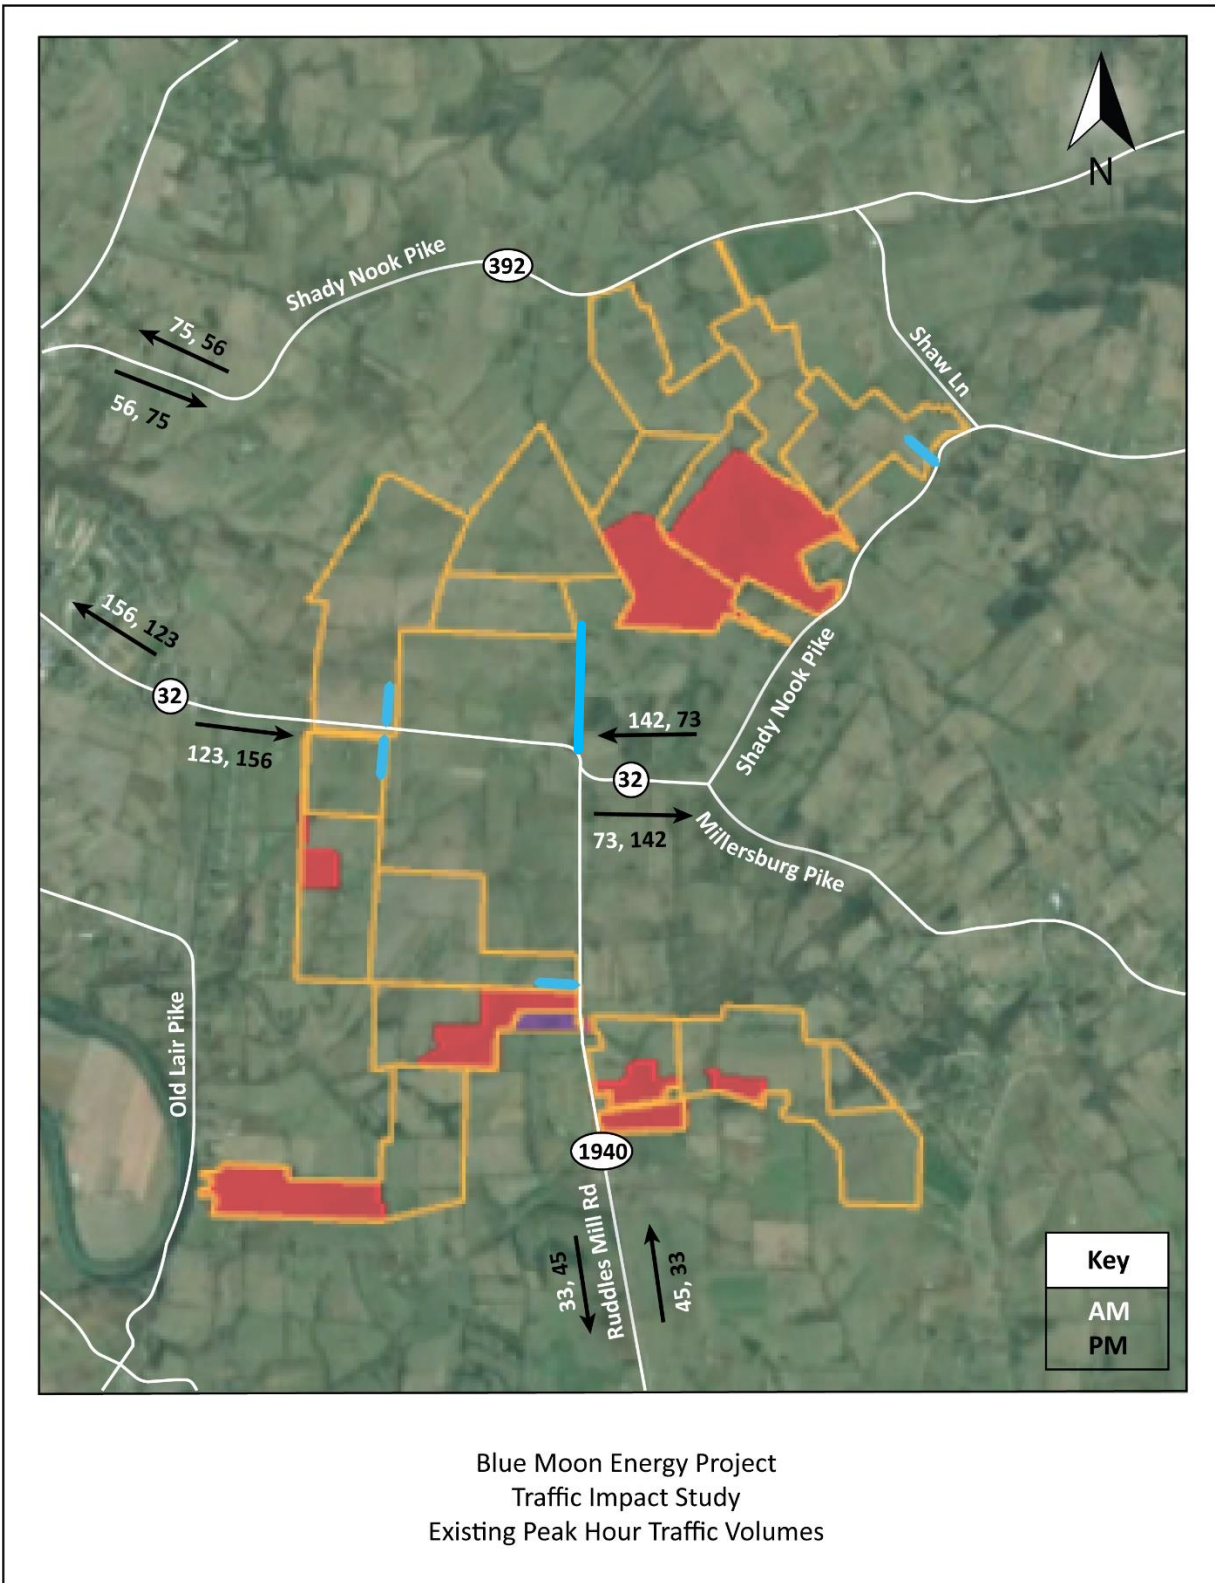 N
Shady Nook Pike
392
75, 56
56, 75
Shaw Ln
156, 123
32
123, 156
142, 73
32
73, 142
Shady Nook Pike
Millersburg Pike
Old Lair Pike
1940
Ruddles Mill Rd
33, 45
45, 33
Key
AM
PM
Blue Moon Energy Project
Traffic Impact Study
Existing Peak Hour Traffic Volumes